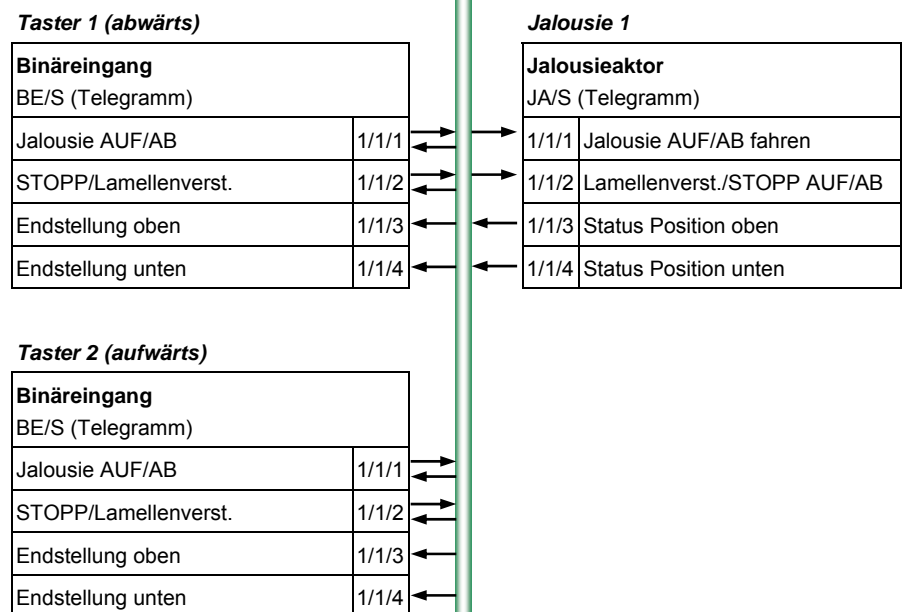 Taster 1 (abwärts)
Binäreingang
BE/S (Telegramm)
Jalousie AUF/AB 1/1/1
STOPP/Lamellenverst. 1/1/2
Endstellung oben 1/1/3
Endstellung unten 1/1/4
Jalousie 1
Jalousieaktor
JA/S (Telegramm)
1/1/1 Jalousie AUF/AB fahren
1/1/2 Lamellenverst./STOPP AUF/AB
1/1/3 Status Position oben
1/1/4 Status Position unten
Taster 2 (aufwärts)
Binäreingang
BE/S (Telegramm)
Jalousie AUF/AB 1/1/1
STOPP/Lamellenverst. 1/1/2
Endstellung oben 1/1/3
Endstellung unten 1/1/4